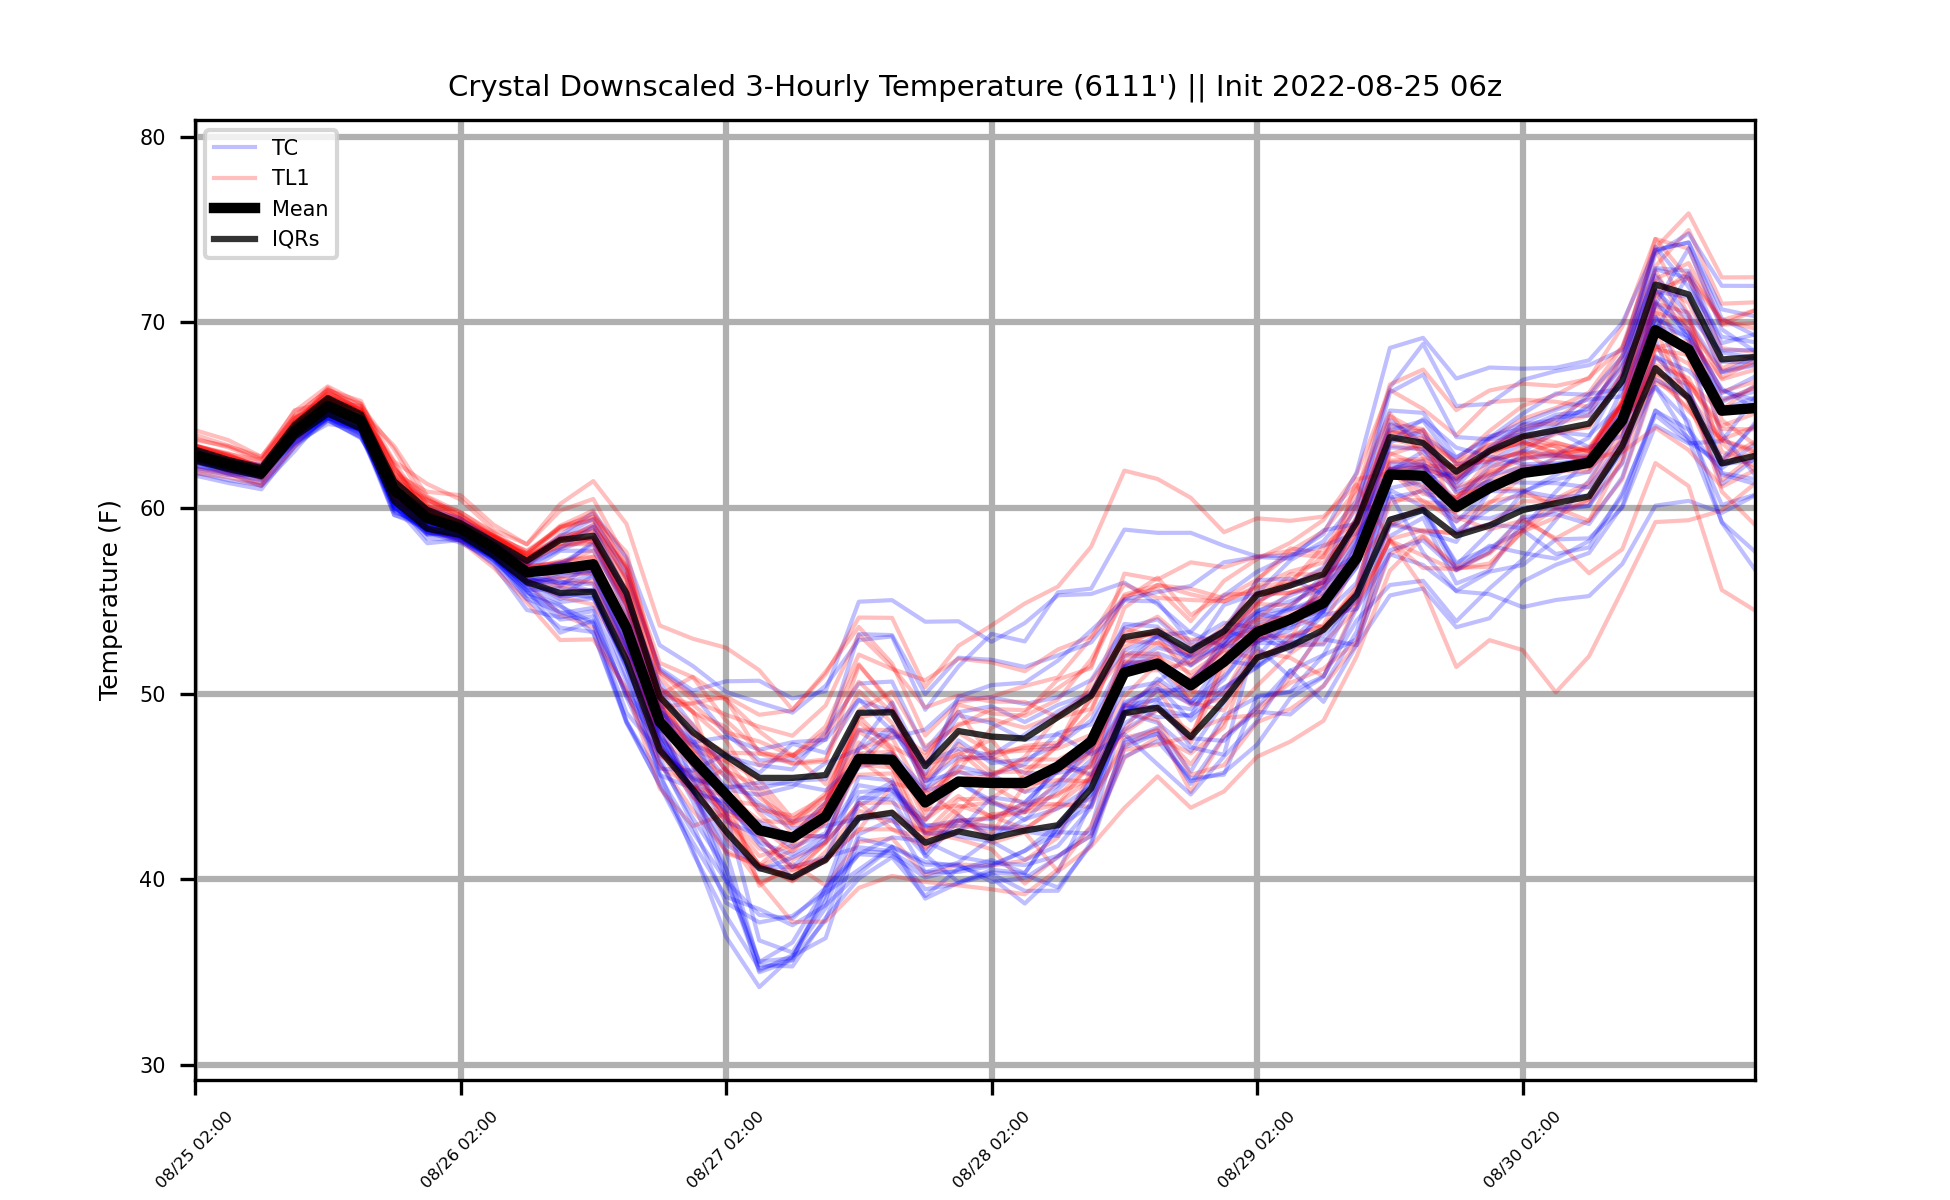 Crystal Downscaled 3-Hourly Temperature (6111') || Init 2022-08-25 06z
TC
TL1
Mean
IQRs
Temperature (F)
80
70
60
50
40
30
08/25 02:00
08/26 02:00
08/27 02:00
08/28 02:00
08/29 02:00
08/30 02:00